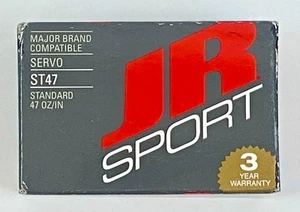 MAJOR BRAND
COMPATIBLE
SERVO
ST47
STANDARD
47 OZ/IN
JR
SPORT
3
YEAR
WARRANTY